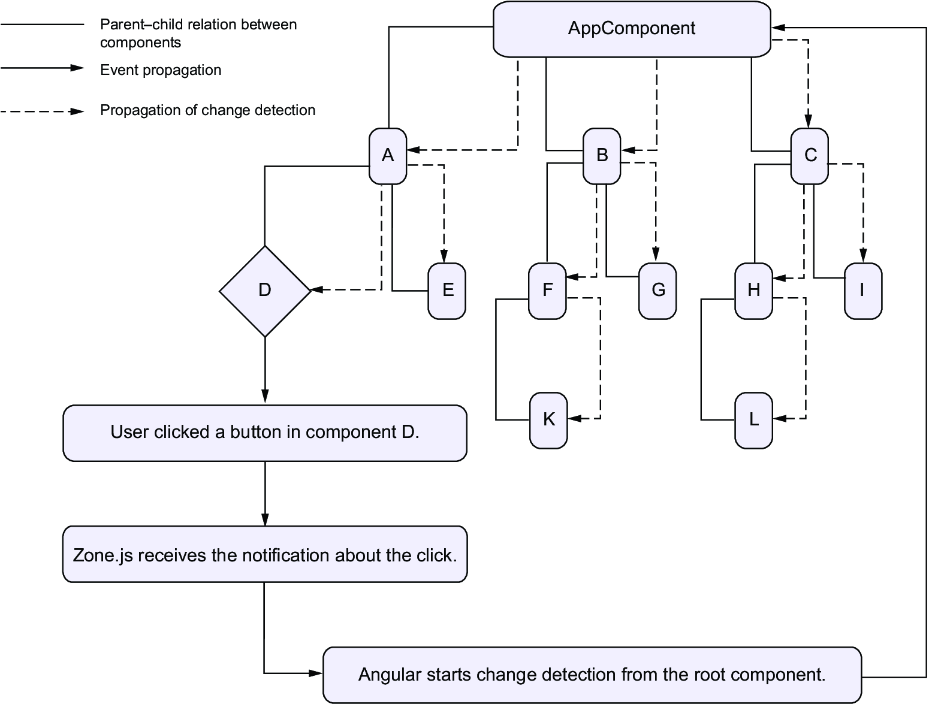 Parent–child relation between
components
Event propagation
Propagation of change detection
AppComponent
A
B
C
D
E
F
G
H
I
K
L
User clicked a button in component D.
Zone.js receives the notification about the click.
Angular starts change detection from the root component.